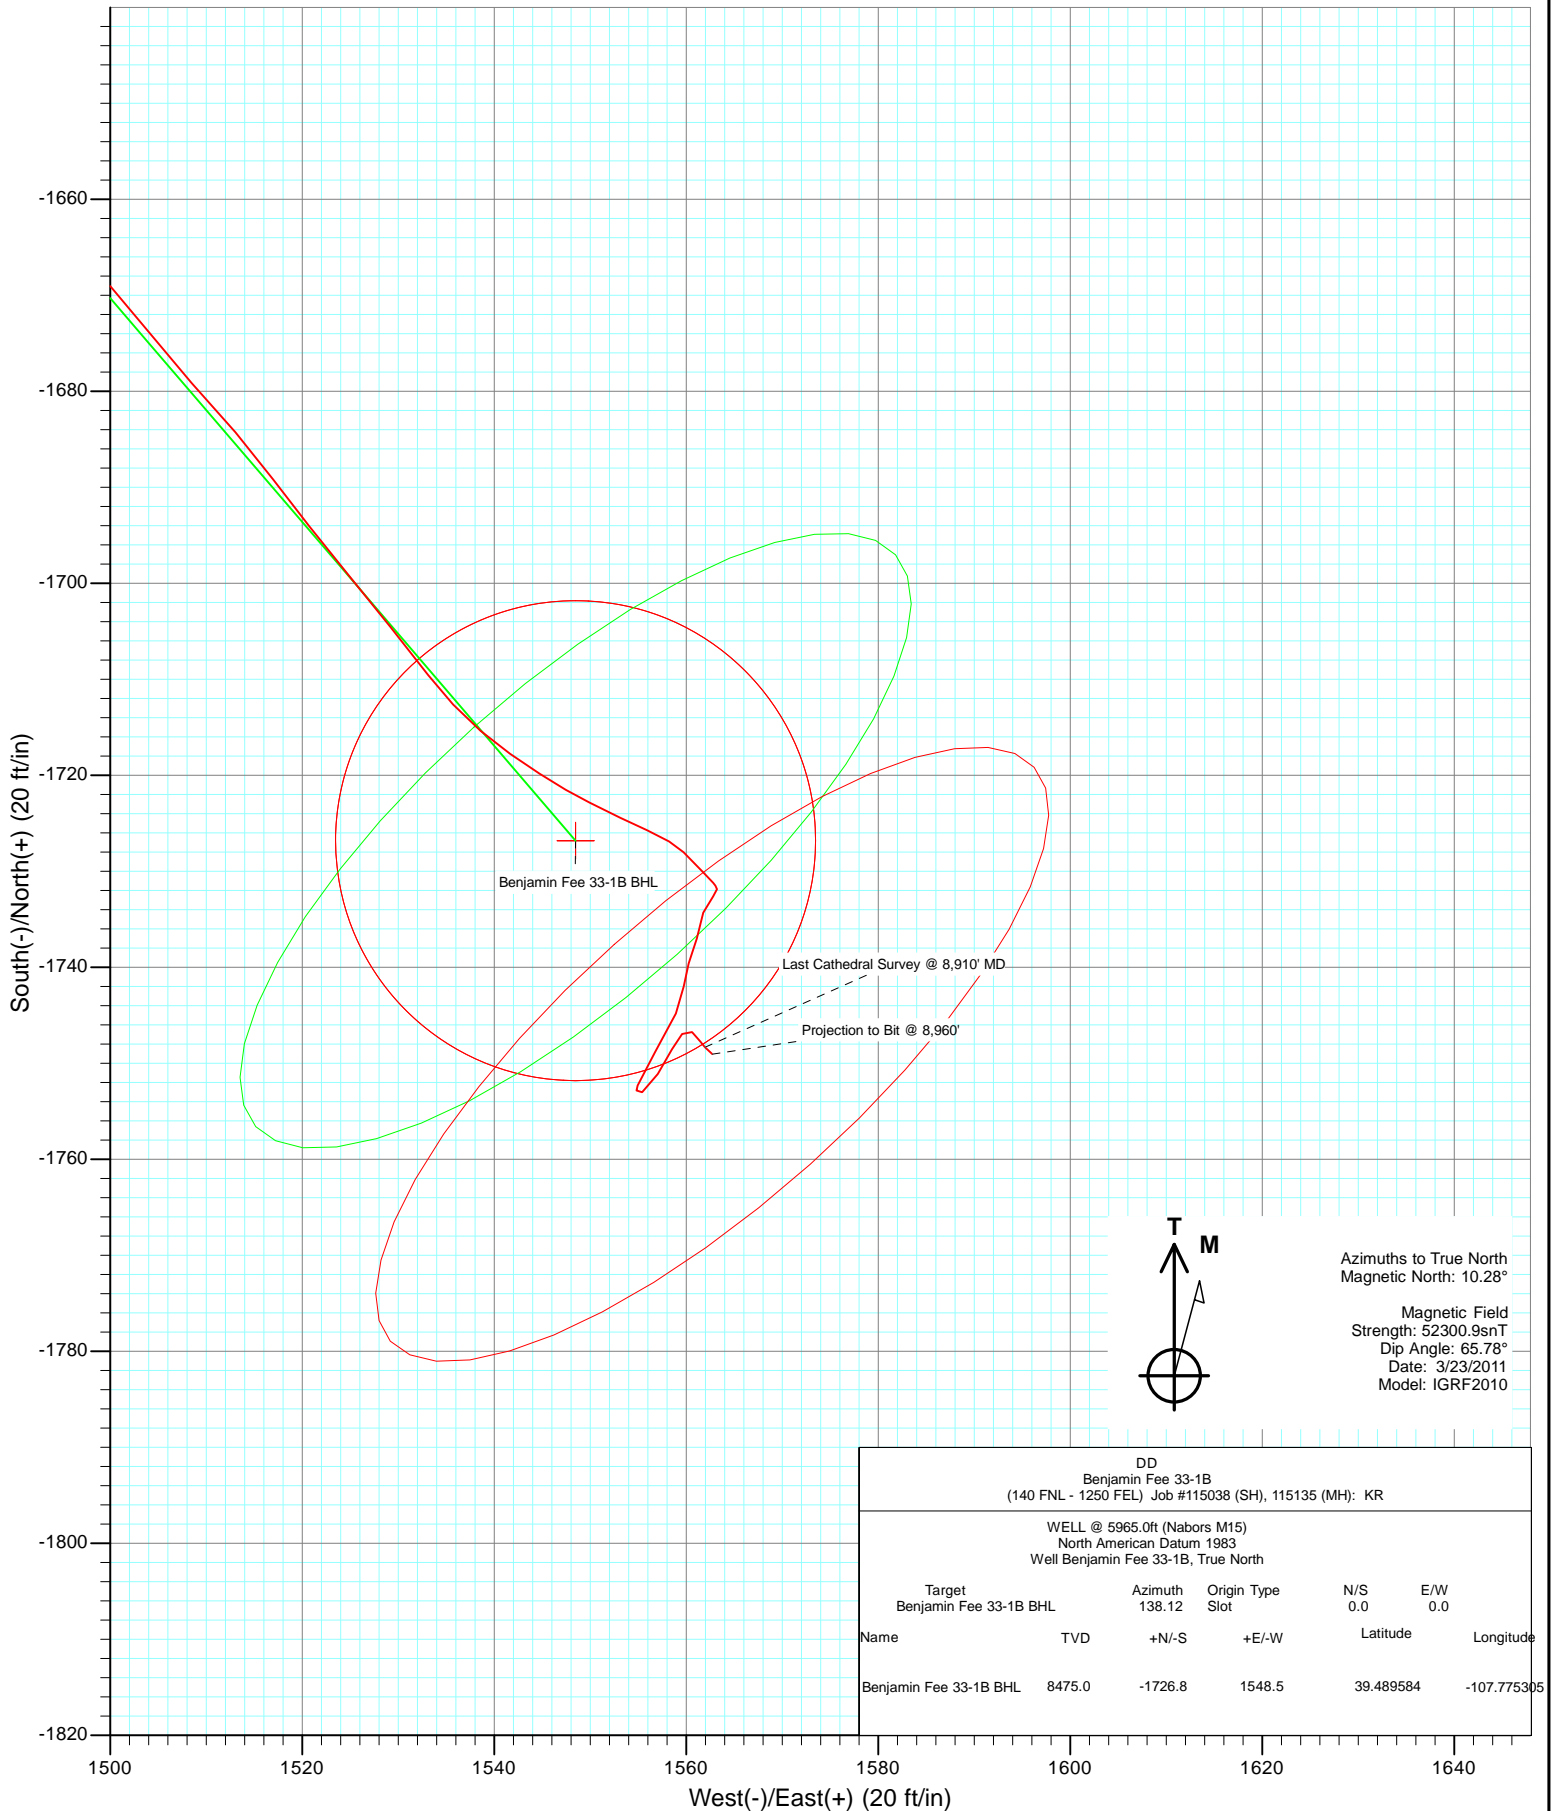 -1660
-1680
-1700
-1720
-1740
-1760
-1780
-1800
-1820
South(-)/North(+) (20 ft/in)
Benjamin Fee 33-1B BHL
Last Cathedral Survey @ 8,910' MD
Projection to Bit @ 8,960'
T
M
Azimuths to True North
Magnetic North: 10.28°
Magnetic Field
Strength: 52300.9snT
Dip Angle: 65.78°
Date: 3/23/2011
Model: IGRF2010
DD
Benjamin Fee 33-1B
(140 FNL - 1250 FEL) Job #115038 (SH), 115135 (MH): KR
WELL @ 5965.0ft (Nabors M15)
North American Datum 1983
Well Benjamin Fee 33-1B, True North
Target Azimuth Origin Type N/S E/W
Benjamin Fee 33-1B BHL 138.12 Slot 0.0 0.0
Name TVD +N/-S +E/-W Latitude Longitude
Benjamin Fee 33-1B BHL 8475.0 -1726.8 1548.5 39.489584 -107.775305
1500 1520 1540 1560 1580 1600 1620 1640
West(-)/East(+) (20 ft/in)